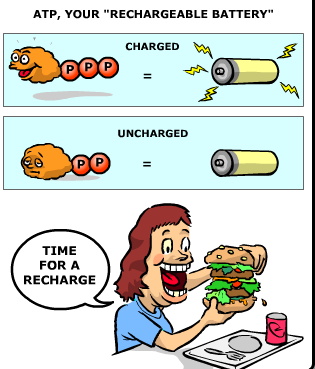 ATP, YOUR "RECHARGEABLE BATTERY"
CHARGED
P P P
=
UNCHARGED
P P
=
TIME
FOR A
RECHARGE